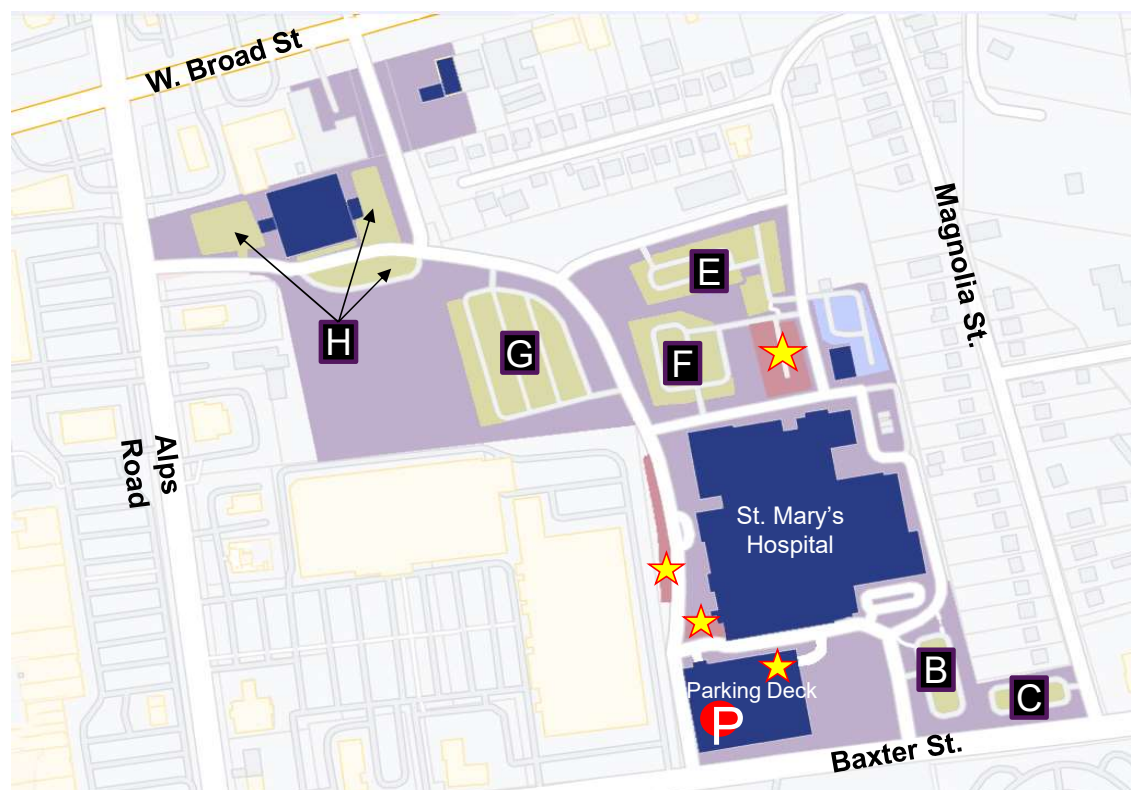 W. Broad St
Magnolia St.
E
H
G
F
Alps
Road
St. Mary's
Hospital
B
Parking Deck
C
P
Baxter St.